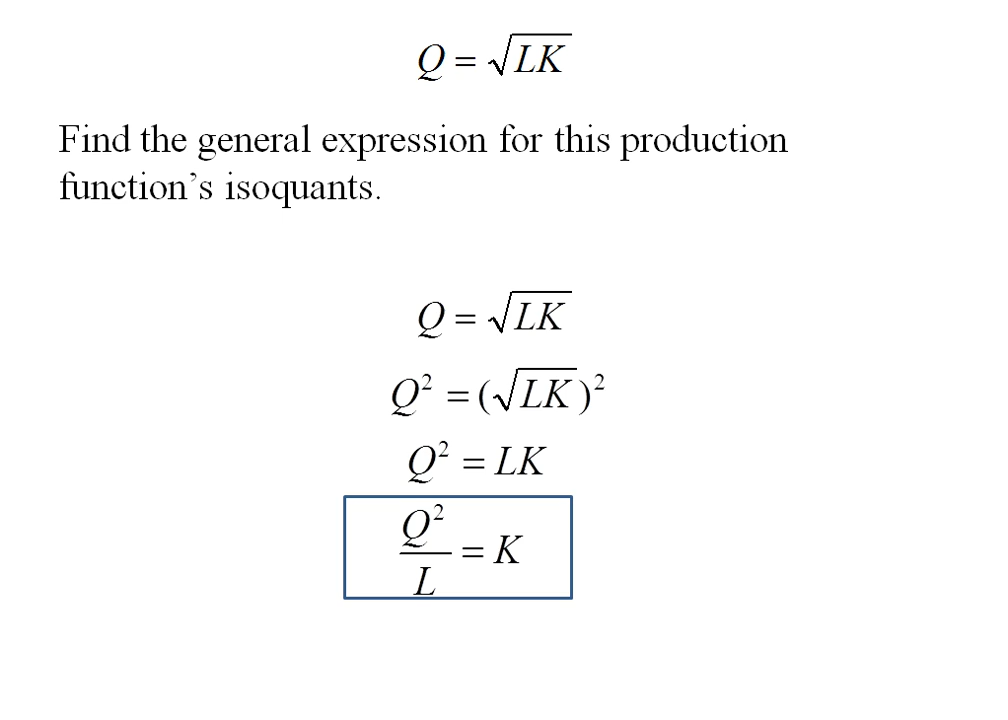 Q = √LK
Find the general expression for this production
function’s isoquants.
Q = √LK
Q² = (√LK)²
Q² = LK
Q²/L = K